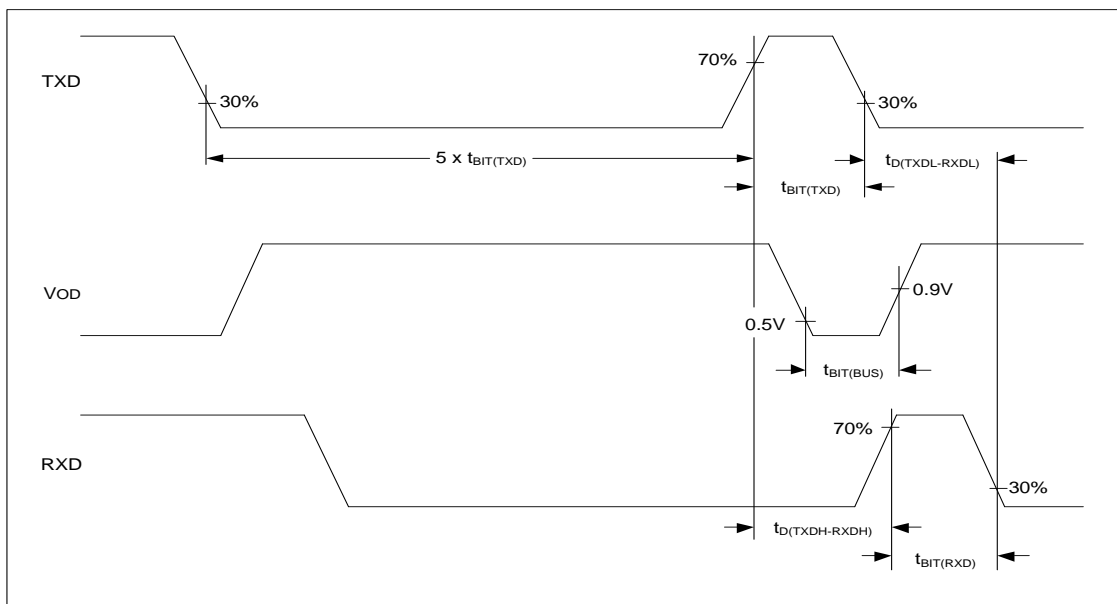 TXD
70%
30%
30%
5 x tBIT(TXD)
tD(TXDL-RXDL)
tBIT(TXD)
VOD
0.9V
0.5V
tBIT(BUS)
70%
RXD
30%
tD(TXDH-RXDH)
tBIT(RXD)